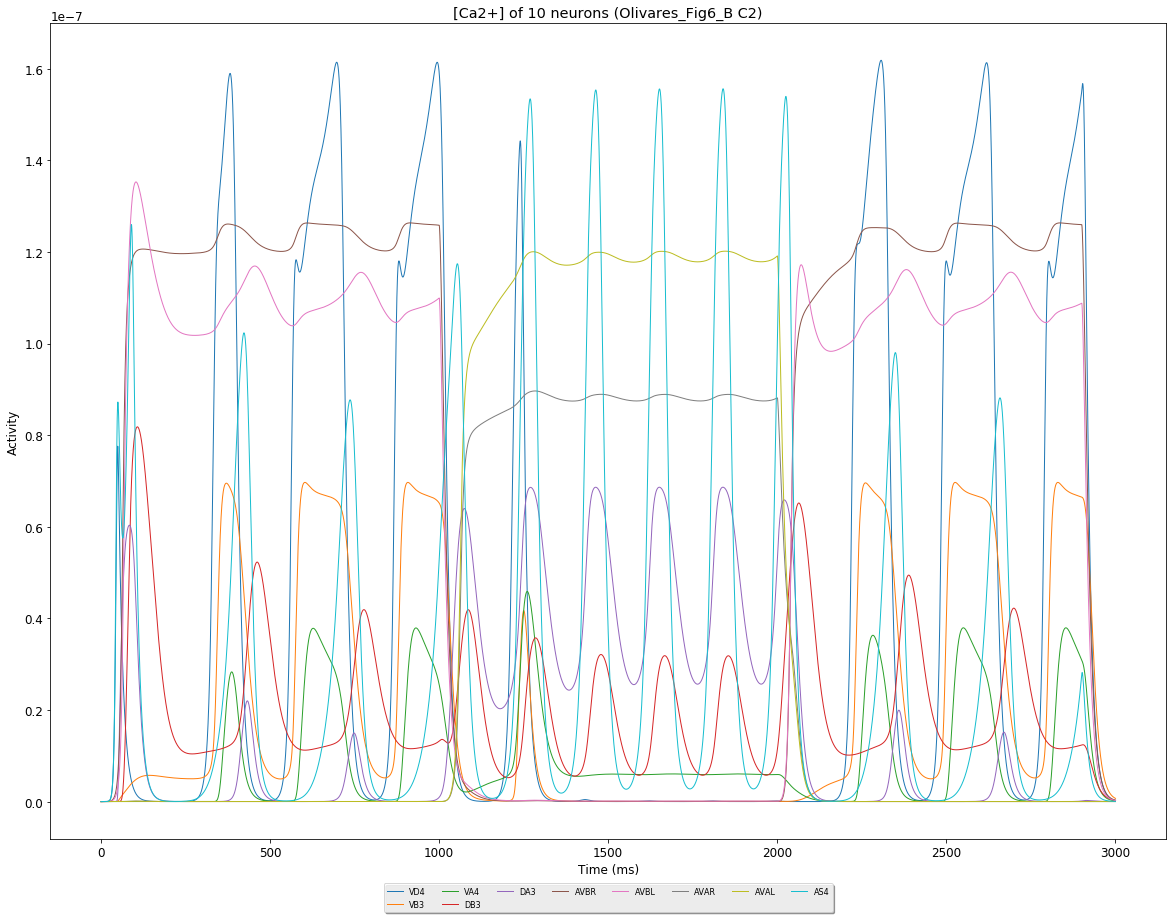 [Ca2+] of 10 neurons (Olivares_Fig6_B C2)
1e−7
1.6
1.4
1.2
1.0
0.8
0.6
0.4
0.2
0.0
Activity
0 500 1000 1500 2000 2500 3000
Time (ms)
VD4 VA4 DA3 AVBR AVBL AVAR AVAL AS4
VB3 DB3